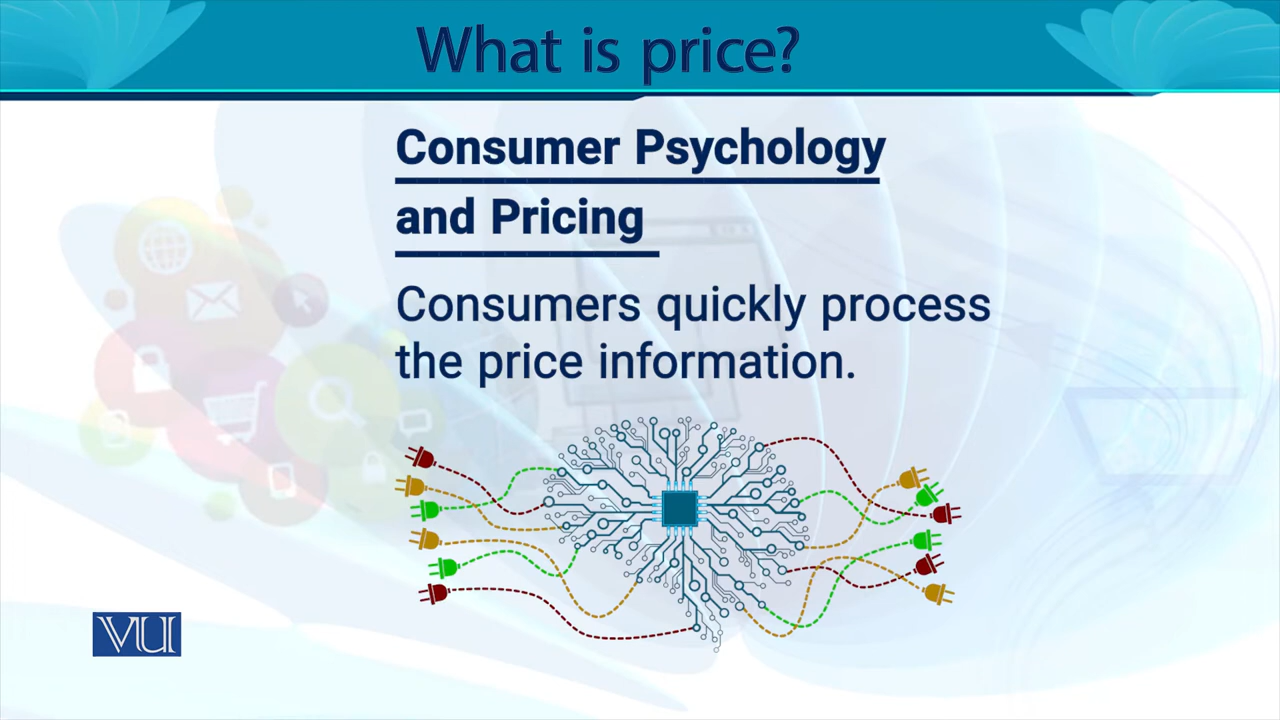 What is price?
Consumer Psychology
and Pricing
Consumers quickly process
the price information.
VU